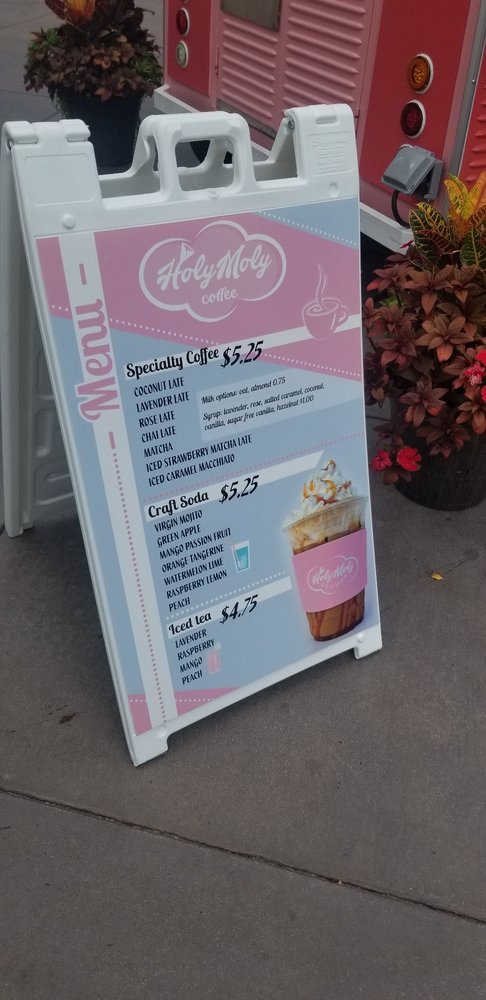 Holy Moly
coffee
Menu
Specialty Coffee $5.25
COCONUT LATE
LAVENDER LATE
ROSE LATE
CHAI LATE
MATCHA
ICED STRAWBERRY MATCHA LATE
ICED CARAMEL MACCHIATO
Milk options: oat, almond 0.75
Syrup: lavender, rose, salted caramel, coconut,
vanilla, sugar free vanilla, hazelnut $1.00
Craft Soda $5.25
VIRGIN MOJITO
GREEN APPLE
MANGO PASSION FRUIT
ORANGE TANGERINE
WATERMELON LIME
RASPBERRY LEMON
PEACH
Holy Moly
Iced tea $4.75
LAVENDER
RASPBERRY
MANGO
PEACH